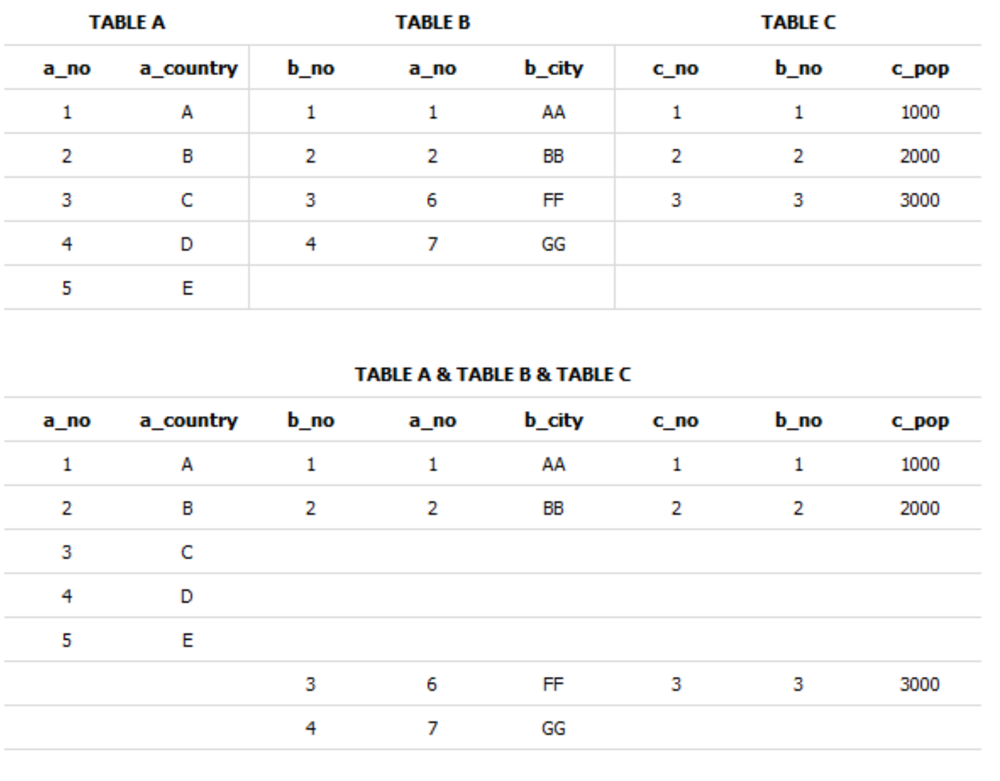 TABLE A TABLE B TABLE C
a_no a_country b_no a_no b_city c_no b_no c_pop
1 A 1 1 AA 1 1 1000
2 B 2 2 BB 2 2 2000
3 C 3 6 FF 3 3 3000
4 D 4 7 GG
5 E
TABLE A & TABLE B & TABLE C
a_no a_country b_no a_no b_city c_no b_no c_pop
1 A 1 1 AA 1 1 1000
2 B 2 2 BB 2 2 2000
3 C
4 D
5 E
3 6 FF 3 3 3000
4 7 GG